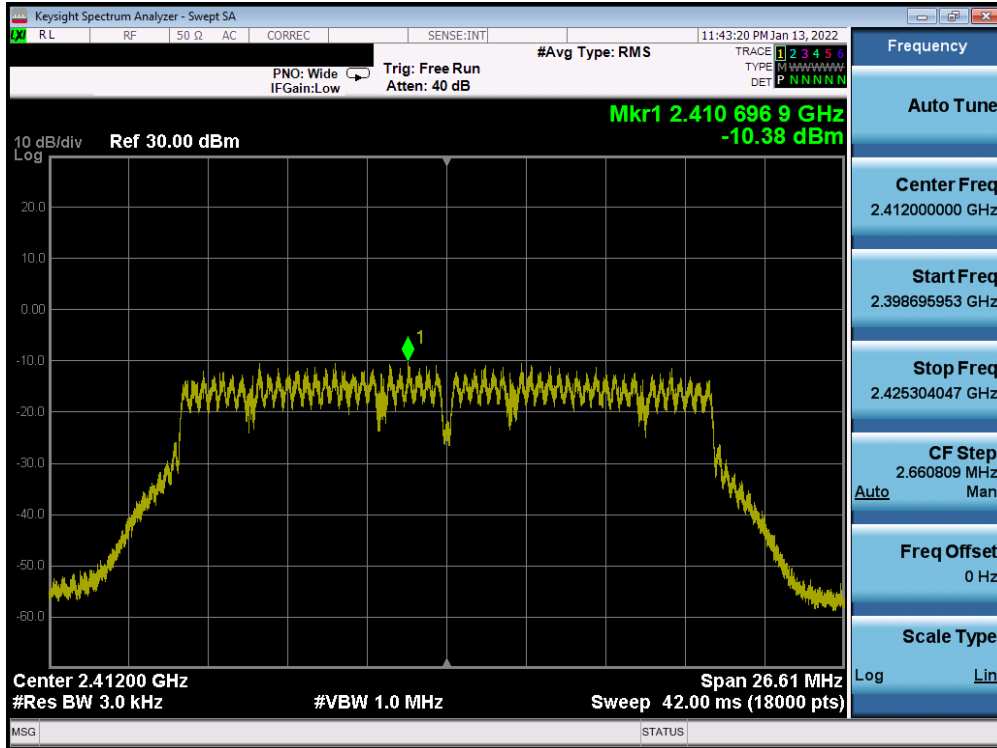 Keysight Spectrum Analyzer - Swept SA
LXI RL RF 50 Ω AC CORREC SENSE:INT 11:43:20 PM Jan 13, 2022
PNO: Wide
IFGain:Low
Trig: Free Run
Atten: 40 dB
#Avg Type: RMS
TRACE 1 2 3 4 5 6
TYPE M W W W W W
DET P N N N N N
Mkr1 2.410 696 9 GHz
-10.38 dBm
10 dB/div Ref 30.00 dBm
Log
20.0
10.0
0.00
-10.0
-20.0
-30.0
-40.0
-50.0
-60.0
1
Center 2.41200 GHz Span 26.61 MHz
#Res BW 3.0 kHz #VBW 1.0 MHz Sweep 42.00 ms (18000 pts)
MSG STATUS
Frequency
Auto Tune
Center Freq
2.412000000 GHz
Start Freq
2.398695953 GHz
Stop Freq
2.425304047 GHz
CF Step
2.660809 MHz
Auto Man
Freq Offset
0 Hz
Scale Type
Log Lin